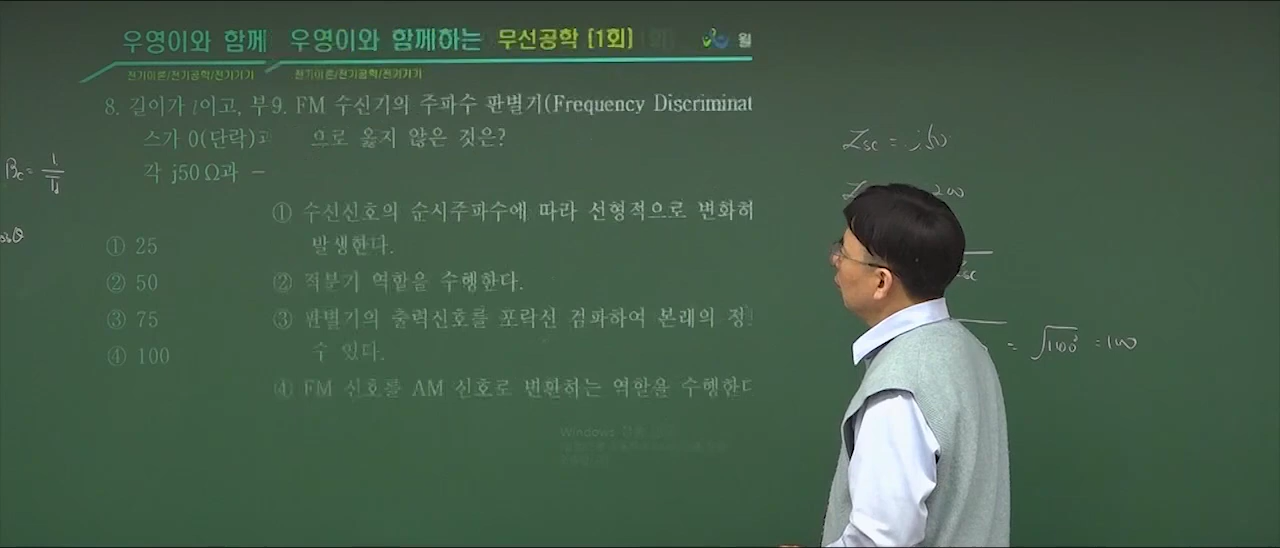 우영이와 함께
우영이와 함께하는 무선공학 [1회]
월
전기이론/전기공학/전기기기
전기이론/전기공학/전기기기
8. 길이가 l이고, 부
스가 0(단락)과
각 j50 Ω과 −
① 25
② 50
③ 75
④ 100
9. FM 수신기의 주파수 판별기(Frequency Discriminat
으로 옳지 않은 것은?
① 수신신호의 순시주파수에 따라 선형적으로 변화하
발생한다.
② 적분기 역할을 수행한다.
③ 판별기의 출력신호를 포락선 검파하여 본래의 정
수 있다.
④ FM 신호를 AM 신호로 변환하는 역할을 수행한다
Windows
Bc = 1/Td
osθ
Zsc = j50
Z 200
sc
= √100² = 100